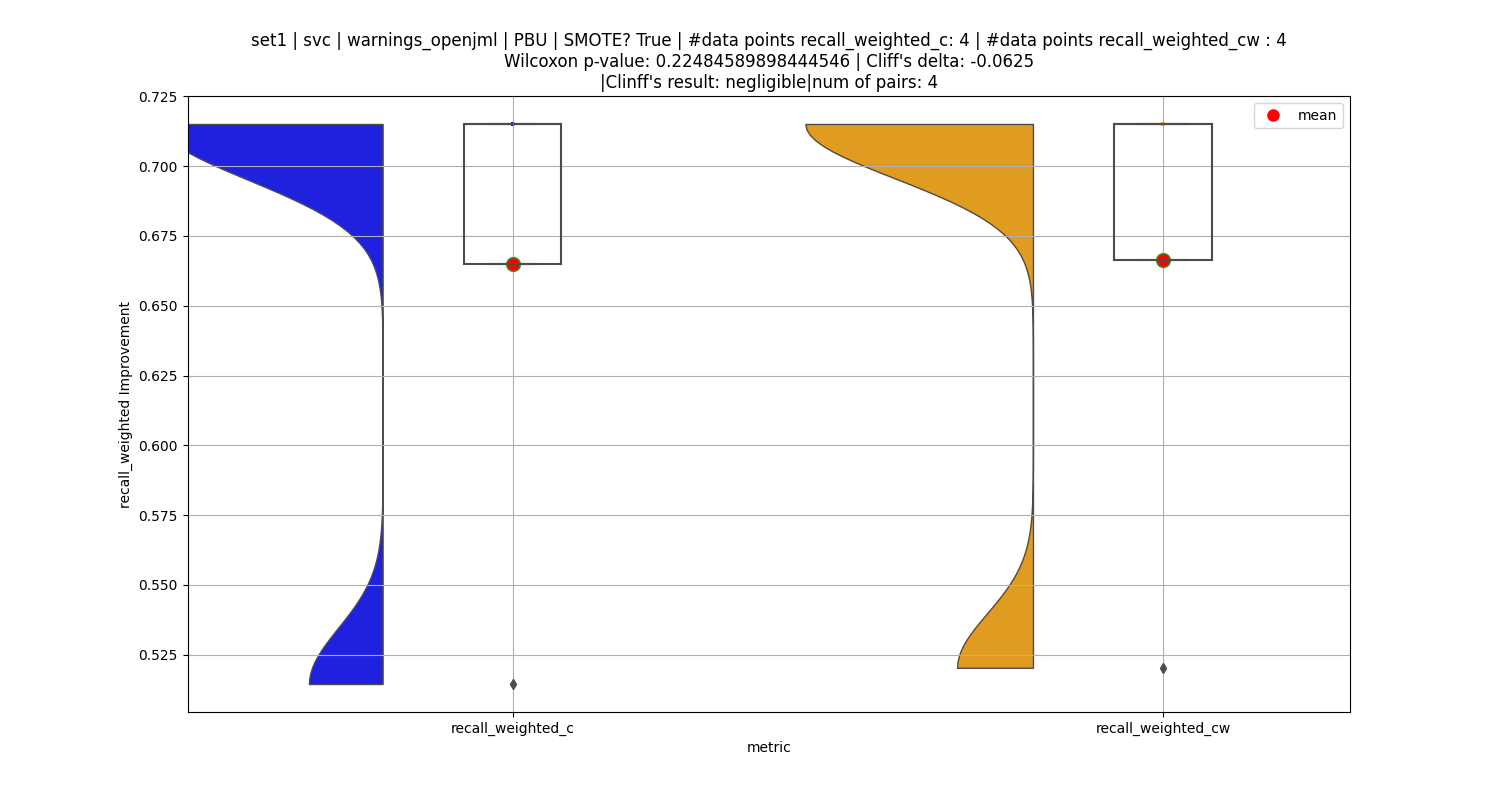 set1 | svc | warnings_openjml | PBU | SMOTE? True | #data points recall_weighted_c: 4 | #data points recall_weighted_cw : 4
Wilcoxon p-value: 0.22484589898444546 | Cliff's delta: -0.0625
|Clinff's result: negligible|num of pairs: 4
mean
0.725
0.700
0.675
0.650
0.625
0.600
0.575
0.550
0.525
recall_weighted Improvement
recall_weighted_c
recall_weighted_cw
metric